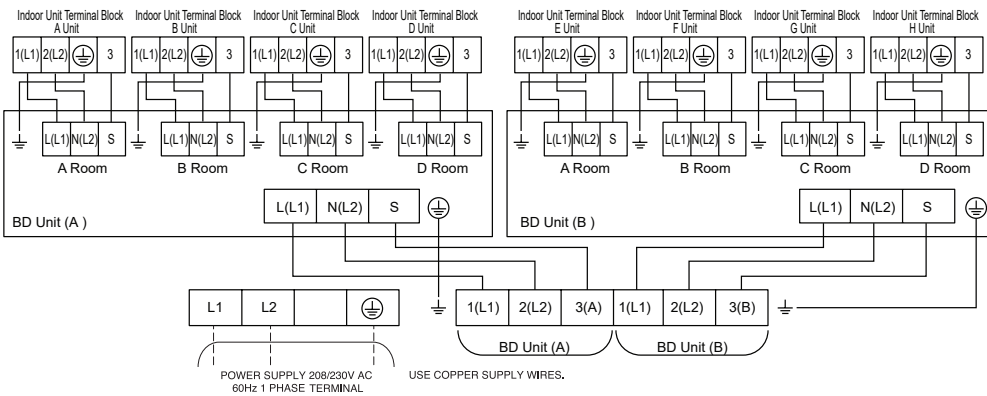 Indoor Unit Terminal Block Indoor Unit Terminal Block Indoor Unit Terminal Block Indoor Unit Terminal Block Indoor Unit Terminal Block Indoor Unit Terminal Block Indoor Unit Terminal Block Indoor Unit Terminal Block
A Unit B Unit C Unit D Unit E Unit F Unit G Unit H Unit
1(L1) 2(L2) 3 1(L1) 2(L2) 3 1(L1) 2(L2) 3 1(L1) 2(L2) 3 1(L1) 2(L2) 3 1(L1) 2(L2) 3 1(L1) 2(L2) 3 1(L1) 2(L2) 3
L(L1) N(L2) S L(L1) N(L2) S L(L1) N(L2) S L(L1) N(L2) S L(L1) N(L2) S L(L1) N(L2) S L(L1) N(L2) S L(L1) N(L2) S
A Room B Room C Room D Room A Room B Room C Room D Room
L(L1) N(L2) S L(L1) N(L2) S
BD Unit (A ) BD Unit (B )
L1 L2 1(L1) 2(L2) 3(A) 1(L1) 2(L2) 3(B)
BD Unit (A) BD Unit (B)
POWER SUPPLY 208/230V AC USE COPPER SUPPLY WIRES.
60Hz 1 PHASE TERMINAL